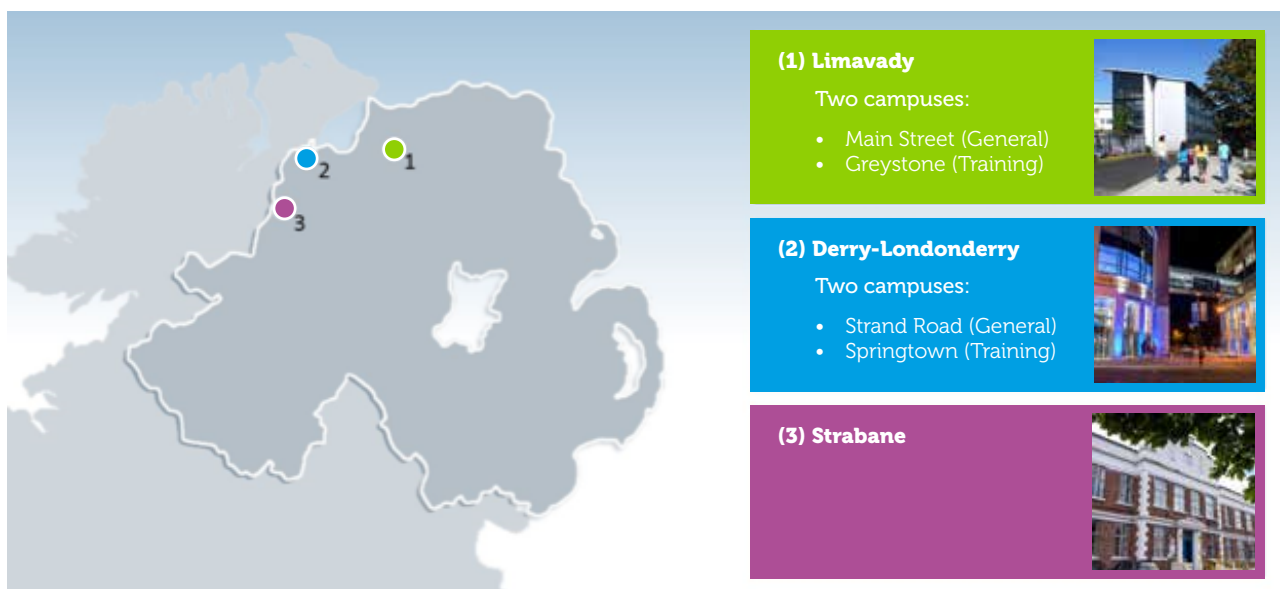 1
2
3
(1) Limavady
Two campuses:
• Main Street (General)
• Greystone (Training)
(2) Derry-Londonderry
Two campuses:
• Strand Road (General)
• Springtown (Training)
(3) Strabane